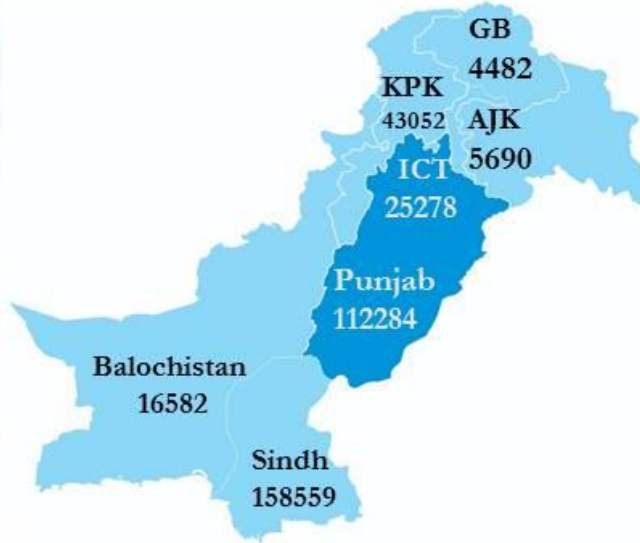 GB
4482
KPK
43052
AJK
5690
ICT
25278
Punjab
112284
Balochistan
16582
Sindh
158559